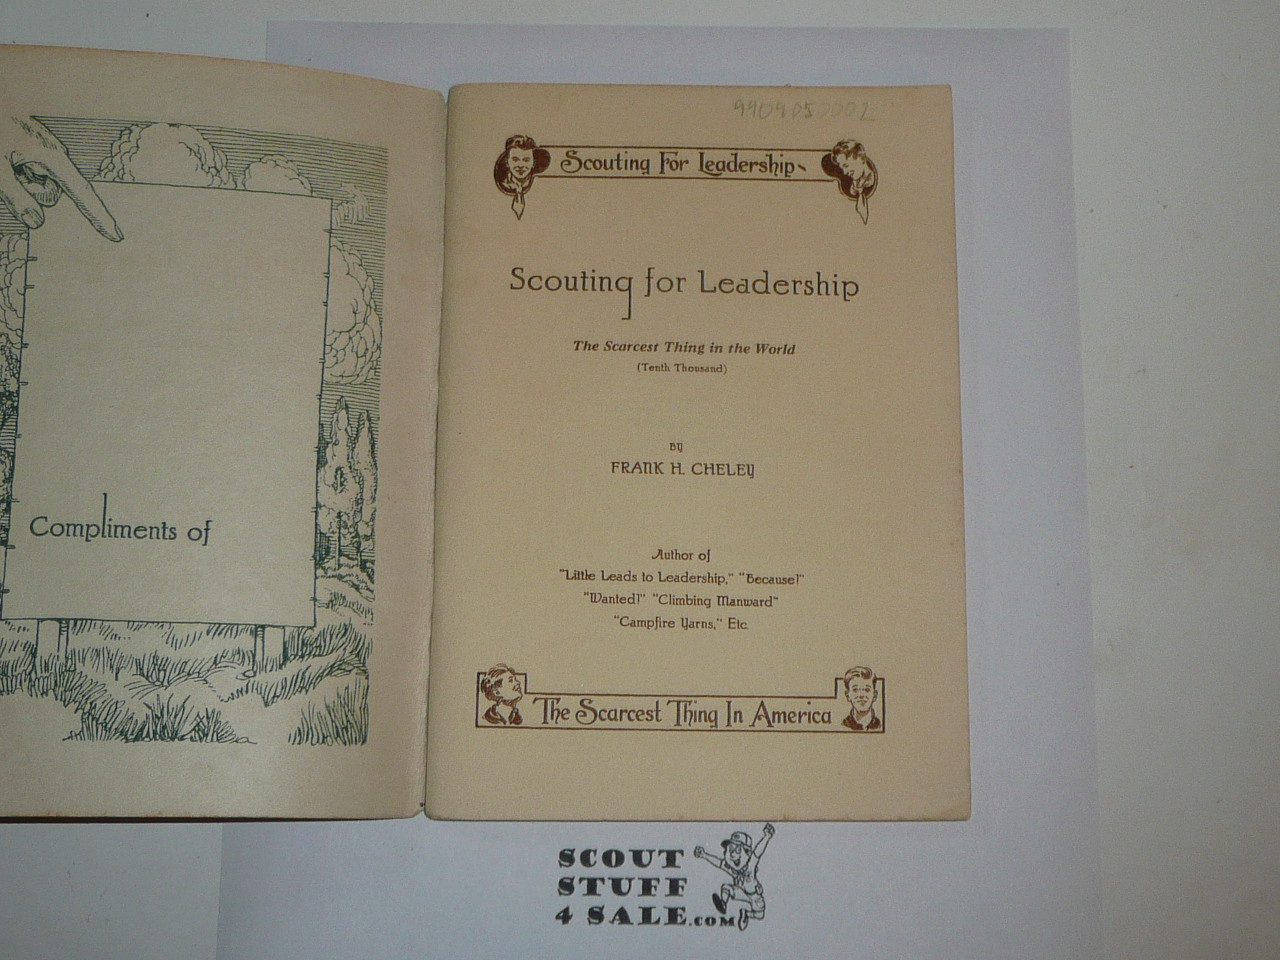 Compliments of
9909050002
Scouting For Leadership
Scouting for Leadership
The Scarcest Thing in the World
(Tenth Thousand)
BY
FRANK H. CHELEY
Author of
"Little Leads to Leadership," "Because!"
"Wanted!" "Climbing Manward"
"Campfire Yarns," Etc.
The Scarcest Thing In America
SCOUT
STUFF
4 SALE.COM